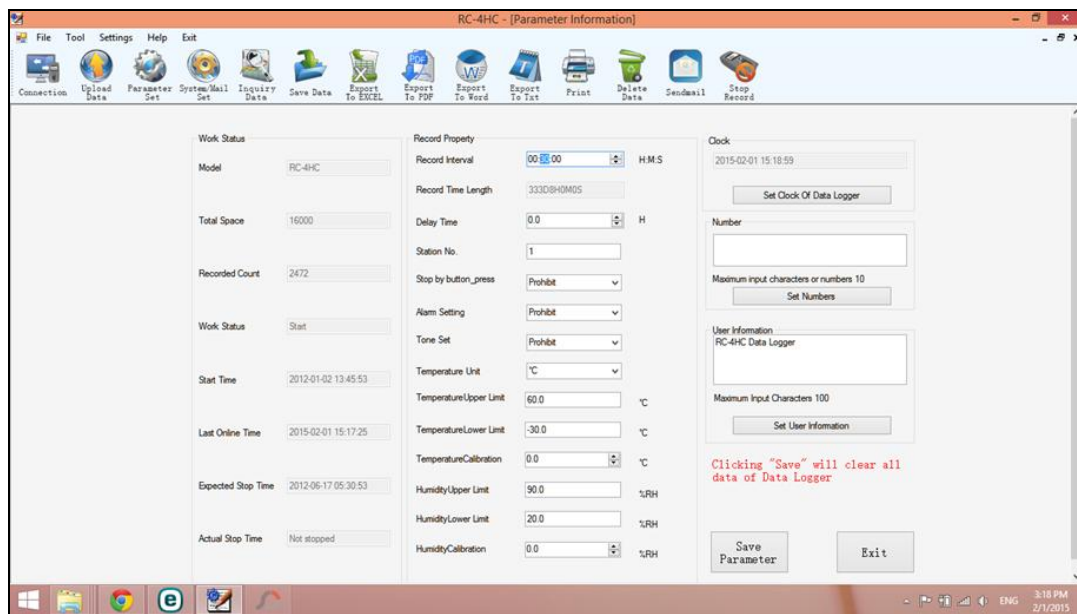 RC-4HC - [Parameter Information]
File Tool Settings Help Exit
Connection
Upload Data
Parameter Set
System/Mail Set
Inquiry Data
Save Data
Export To EXCEL
Export To PDF
Export To Word
Export To Txt
Print
Delete Data
Sendmail
Stop Record
Work Status
Model RC-4HC
Total Space 16000
Recorded Count 2472
Work Status Start
Start Time 2012-01-02 13:45:53
Last Online Time 2015-02-01 15:17:25
Expected Stop Time 2012-06-17 05:30:53
Actual Stop Time Not stopped
Record Property
Record Interval 00:30:00 H:M:S
Record Time Length 333D8H0M0S
Delay Time 0.0 H
Station No. 1
Stop by button_press Prohibit
Alarm Setting Prohibit
Tone Set Prohibit
Temperature Unit °C
TemperatureUpper Limit 60.0 °C
TemperatureLower Limit -30.0 °C
TemperatureCalibration 0.0 °C
HumidityUpper Limit 90.0 %RH
HumidityLower Limit 20.0 %RH
HumidityCalibration 0.0 %RH
Clock
2015-02-01 15:18:59
Set Clock Of Data Logger
Number
Maximum input characters or numbers 10
Set Numbers
User Information
RC-4HC Data Logger
Maximum Input Characters 100
Set User Information
Clicking "Save" will clear all
data of Data Logger
Save
Parameter
Exit
ENG
3:18 PM
2/1/2015